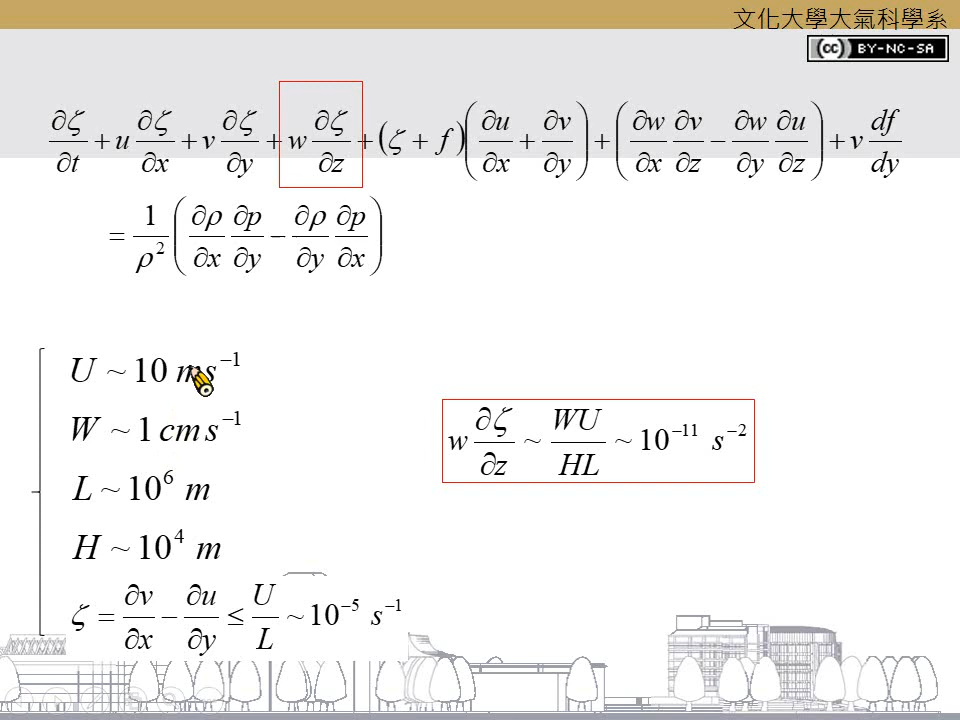 文化大學大氣科學系
(cc) BY-NC-SA
∂ζ/∂t + u ∂ζ/∂x + v ∂ζ/∂y + w ∂ζ/∂z + (ζ + f)(∂u/∂x + ∂v/∂y) + (∂w/∂x ∂v/∂z − ∂w/∂y ∂u/∂z) + v df/dy
= 1/ρ² (∂ρ/∂x ∂p/∂y − ∂ρ/∂y ∂p/∂x)
U ~ 10 ms⁻¹
W ~ 1 cm s⁻¹
L ~ 10⁶ m
H ~ 10⁴ m
ζ = ∂v/∂x − ∂u/∂y ≤ U/L ~ 10⁻⁵ s⁻¹
w ∂ζ/∂z ~ WU/HL ~ 10⁻¹¹ s⁻²